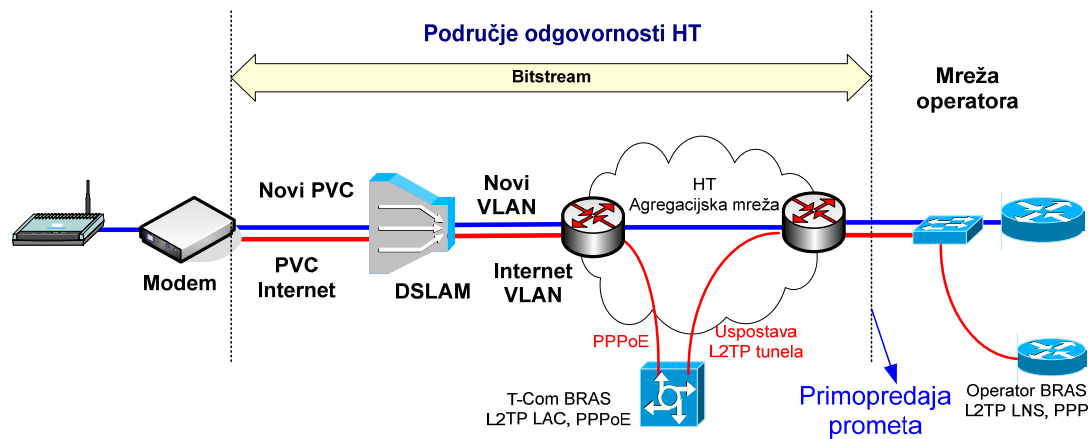 Područje odgovornosti HT
Bitstream
Mreža
operatora
Novi PVC
Novi
VLAN
HT
Agregacijska mreža
Modem
PVC
Internet
DSLAM
Internet
VLAN
PPPoE
Uspostava
L2TP tunela
T-Com BRAS
L2TP LAC, PPPoE
Primopredaja
prometa
Operator BRAS
L2TP LNS, PPP